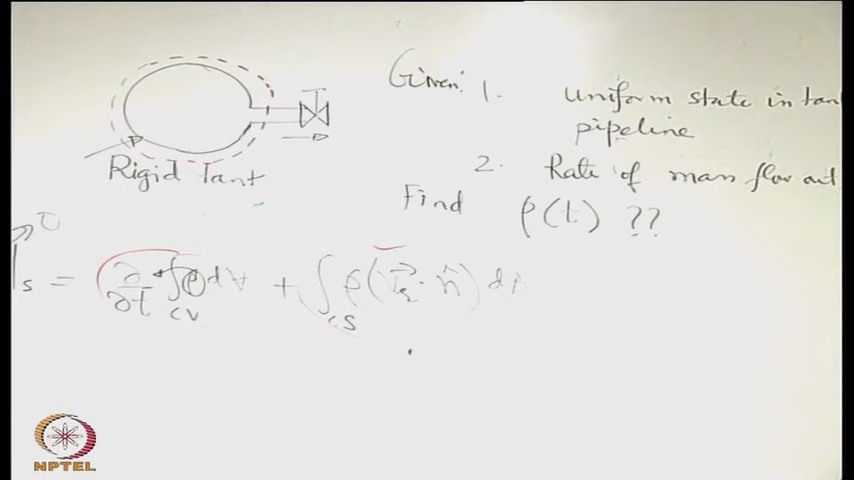 Given: 1. Uniform state in tan
pipeline
2. Rate of mass flow out
Rigid Tant
Find ρ(t) ??
0
s = ∂/∂t ∫ ρ d∀ + ∫ ρ (V⃗r · n̂) dA
CV
CS
NPTEL